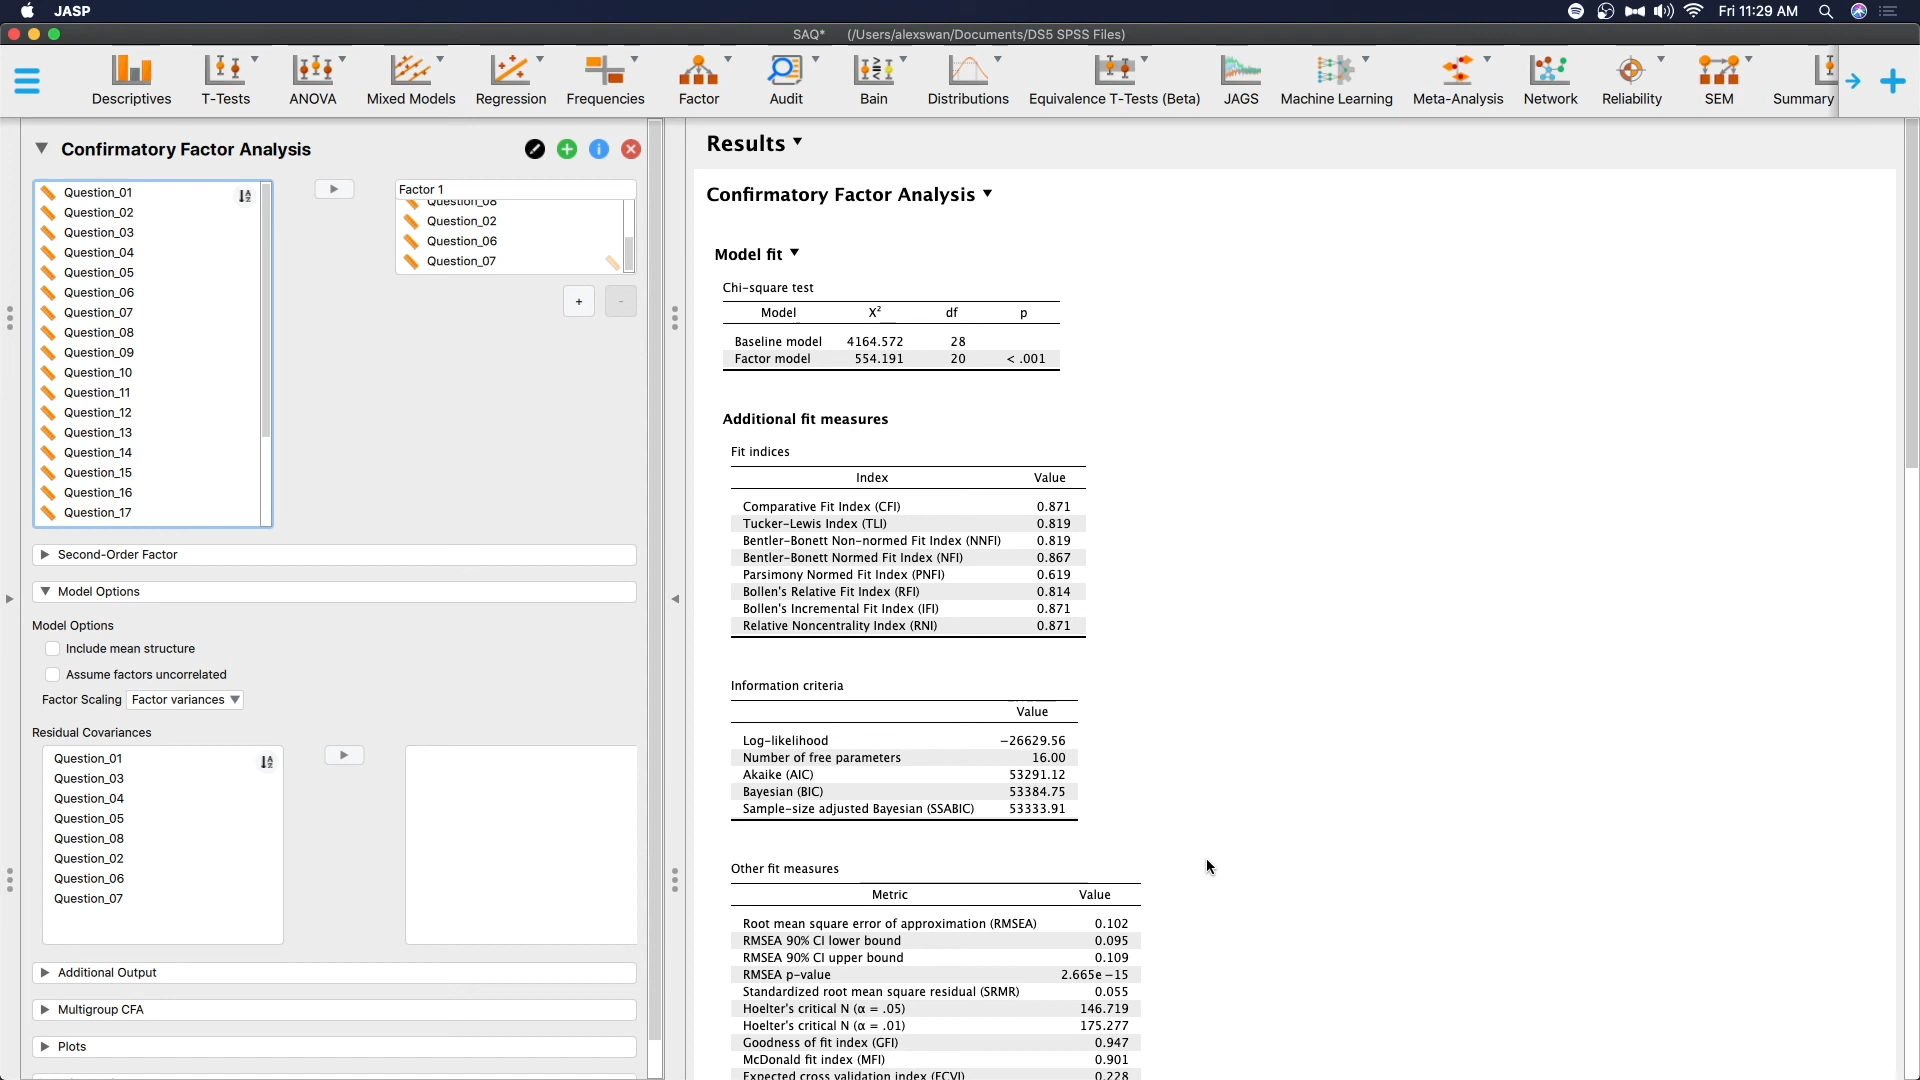 JASP
Fri 11:29 AM
SAQ* (/Users/alexswan/Documents/DS5 SPSS Files)
Descriptives T-Tests ANOVA Mixed Models Regression Frequencies Factor Audit Bain Distributions Equivalence T-Tests (Beta) JAGS Machine Learning Meta-Analysis Network Reliability SEM Summary
Confirmatory Factor Analysis
Question_01
Question_02
Question_03
Question_04
Question_05
Question_06
Question_07
Question_08
Question_09
Question_10
Question_11
Question_12
Question_13
Question_14
Question_15
Question_16
Question_17
Factor 1
Question_08
Question_02
Question_06
Question_07
+ -
Second-Order Factor
Model Options
Model Options
Include mean structure
Assume factors uncorrelated
Factor Scaling Factor variances
Residual Covariances
Question_01
Question_03
Question_04
Question_05
Question_08
Question_02
Question_06
Question_07
Additional Output
Multigroup CFA
Plots
Results
Confirmatory Factor Analysis
Model fit
Chi-square test
Model X² df p
Baseline model 4164.572 28
Factor model 554.191 20 < .001
Additional fit measures
Fit indices
Index Value
Comparative Fit Index (CFI) 0.871
Tucker-Lewis Index (TLI) 0.819
Bentler-Bonett Non-normed Fit Index (NNFI) 0.819
Bentler-Bonett Normed Fit Index (NFI) 0.867
Parsimony Normed Fit Index (PNFI) 0.619
Bollen's Relative Fit Index (RFI) 0.814
Bollen's Incremental Fit Index (IFI) 0.871
Relative Noncentrality Index (RNI) 0.871
Information criteria
Value
Log-likelihood −26629.56
Number of free parameters 16.00
Akaike (AIC) 53291.12
Bayesian (BIC) 53384.75
Sample-size adjusted Bayesian (SSABIC) 53333.91
Other fit measures
Metric Value
Root mean square error of approximation (RMSEA) 0.102
RMSEA 90% CI lower bound 0.095
RMSEA 90% CI upper bound 0.109
RMSEA p-value 2.665e −15
Standardized root mean square residual (SRMR) 0.055
Hoelter's critical N (α = .05) 146.719
Hoelter's critical N (α = .01) 175.277
Goodness of fit index (GFI) 0.947
McDonald fit index (MFI) 0.901
Expected cross validation index (ECVI) 0.228